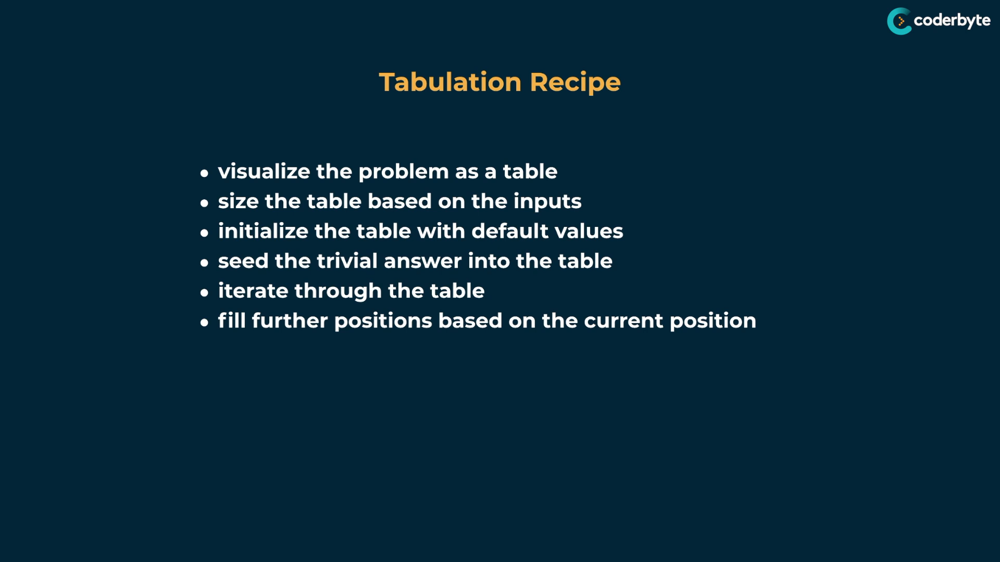 coderbyte
Tabulation Recipe
• visualize the problem as a table
• size the table based on the inputs
• initialize the table with default values
• seed the trivial answer into the table
• iterate through the table
• fill further positions based on the current position